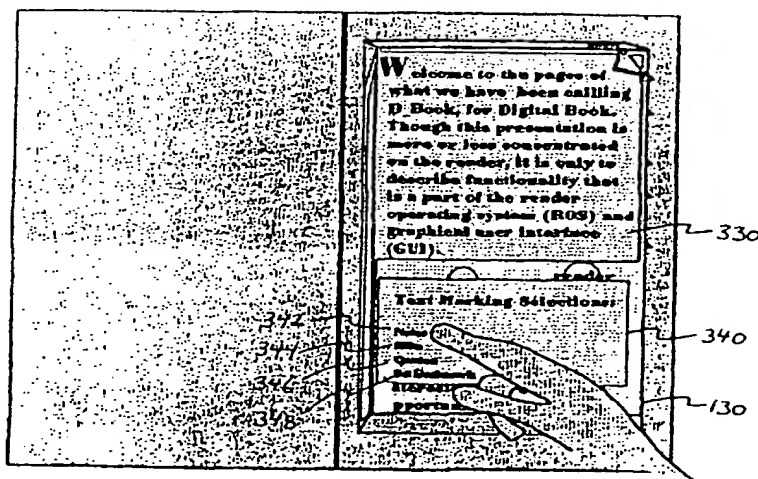 Welcome to the pages of
what we have been callling
D_Book, for Digital Book.
Though this presentation is
more or less concentrated
on the reader, it is only to
describe functionality that
is a part of the reader
operating system (ROS) and
graphical user interface
(GUI).
330
reader
Text Marking Selections:
342
340
344
346
348
130